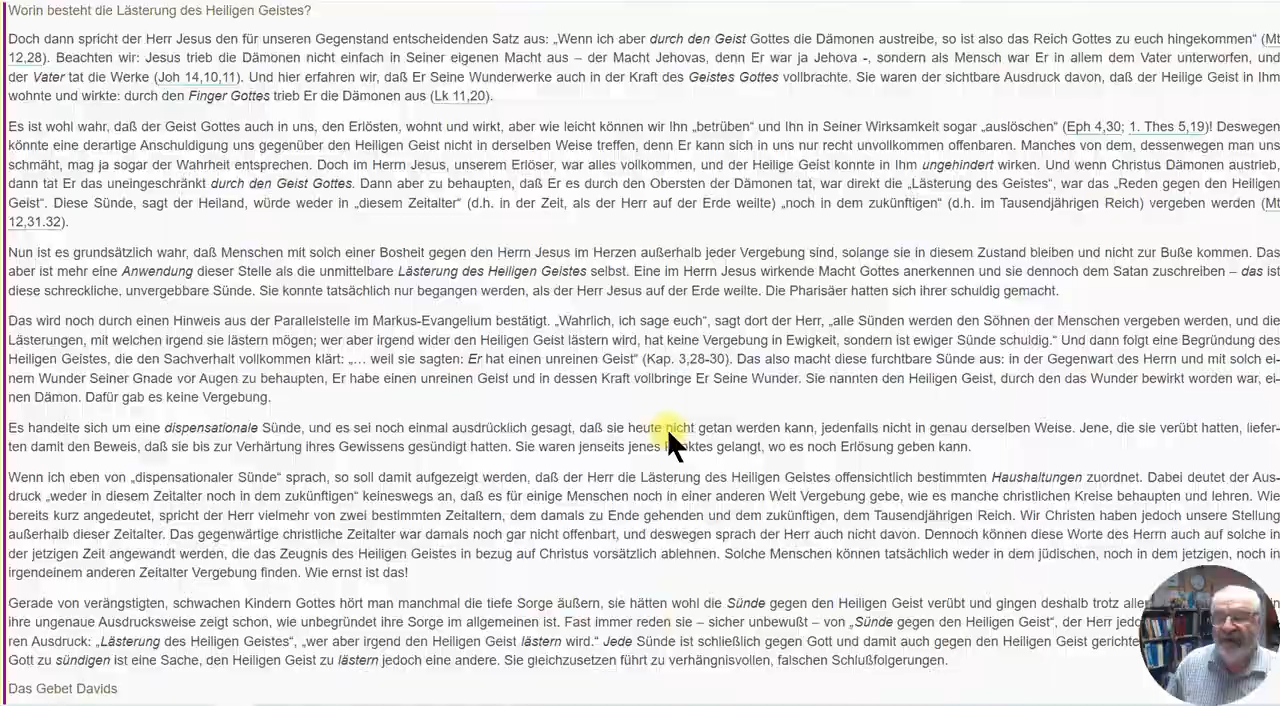 Worin besteht die Lästerung des Heiligen Geistes?
Doch dann spricht der Herr Jesus den für unseren Gegenstand entscheidenden Satz aus: „Wenn ich aber durch den Geist Gottes die Dämonen austreibe, so ist also das Reich Gottes zu euch hingekommen“ (Mt
12,28). Beachten wir: Jesus trieb die Dämonen nicht einfach in Seiner eigenen Macht aus – der Macht Jehovas, denn Er war ja Jehova -, sondern als Mensch war Er in allem dem Vater unterworfen, und
der Vater tat die Werke (Joh 14,10,11). Und hier erfahren wir, daß Er Seine Wunderwerke auch in der Kraft des Geistes Gottes vollbrachte. Sie waren der sichtbare Ausdruck davon, daß der Heilige Geist in Ihm
wohnte und wirkte: durch den Finger Gottes trieb Er die Dämonen aus (Lk 11,20).
Es ist wohl wahr, daß der Geist Gottes auch in uns, den Erlösten, wohnt und wirkt, aber wie leicht können wir Ihn „betrüben“ und Ihn in Seiner Wirksamkeit sogar „auslöschen“ (Eph 4,30; 1. Thes 5,19)! Deswegen
könnte eine derartige Anschuldigung uns gegenüber den Heiligen Geist nicht in derselben Weise treffen, denn Er kann sich in uns nur recht unvollkommen offenbaren. Manches von dem, dessenwegen man uns
schmäht, mag ja sogar der Wahrheit entsprechen. Doch im Herrn Jesus, unserem Erlöser, war alles vollkommen, und der Heilige Geist konnte in Ihm ungehindert wirken. Und wenn Christus Dämonen austrieb,
dann tat Er das uneingeschränkt durch den Geist Gottes. Dann aber zu behaupten, daß Er es durch den Obersten der Dämonen tat, war direkt die „Lästerung des Geistes“, war das „Reden gegen den Heiligen
Geist“. Diese Sünde, sagt der Heiland, würde weder in „diesem Zeitalter“ (d.h. in der Zeit, als der Herr auf der Erde weilte) „noch in dem zukünftigen“ (d.h. im Tausendjährigen Reich) vergeben werden (Mt
12,31.32).
Nun ist es grundsätzlich wahr, daß Menschen mit solch einer Bosheit gegen den Herrn Jesus im Herzen außerhalb jeder Vergebung sind, solange sie in diesem Zustand bleiben und nicht zur Buße kommen. Das
aber ist mehr eine Anwendung dieser Stelle als die unmittelbare Lästerung des Heiligen Geistes selbst. Eine im Herrn Jesus wirkende Macht Gottes anerkennen und sie dennoch dem Satan zuschreiben – das ist
diese schreckliche, unvergebbare Sünde. Sie konnte tatsächlich nur begangen werden, als der Herr Jesus auf der Erde weilte. Die Pharisäer hatten sich ihrer schuldig gemacht.
Das wird noch durch einen Hinweis aus der Parallelstelle im Markus-Evangelium bestätigt. „Wahrlich, ich sage euch“, sagt dort der Herr, „alle Sünden werden den Söhnen der Menschen vergeben werden, und die
Lästerungen, mit welchen irgend sie lästern mögen; wer aber irgend wider den Heiligen Geist lästern wird, hat keine Vergebung in Ewigkeit, sondern ist ewiger Sünde schuldig.“ Und dann folgt eine Begründung des
Heiligen Geistes, die den Sachverhalt vollkommen klärt: „… weil sie sagten: Er hat einen unreinen Geist“ (Kap. 3,28-30). Das also macht diese furchtbare Sünde aus: in der Gegenwart des Herrn und mit solch ei-
nem Wunder Seiner Gnade vor Augen zu behaupten, Er habe einen unreinen Geist und in dessen Kraft vollbringe Er Seine Wunder. Sie nannten den Heiligen Geist, durch den das Wunder bewirkt worden war, ei-
nen Dämon. Dafür gab es keine Vergebung.
Es handelte sich um eine dispensationale Sünde, und es sei noch einmal ausdrücklich gesagt, daß sie heute nicht getan werden kann, jedenfalls nicht in genau derselben Weise. Jene, die sie verübt hatten, liefer-
ten damit den Beweis, daß sie bis zur Verhärtung ihres Gewissens gesündigt hatten. Sie waren jenseits jenes gelangt, wo es noch Erlösung geben kann.
Wenn ich eben von „dispensationaler Sünde“ sprach, so soll damit aufgezeigt werden, daß der Herr die Lästerung des Heiligen Geistes offensichtlich bestimmten Haushaltungen zuordnet. Dabei deutet der Aus-
druck „weder in diesem Zeitalter noch in dem zukünftigen“ keineswegs an, daß es für einige Menschen noch in einer anderen Welt Vergebung gebe, wie es manche christlichen Kreise behaupten und lehren. Wie
bereits kurz angedeutet, spricht der Herr vielmehr von zwei bestimmten Zeitaltern, dem damals zu Ende gehenden und dem zukünftigen, dem Tausendjährigen Reich. Wir Christen haben jedoch unsere Stellung
außerhalb dieser Zeitalter. Das gegenwärtige christliche Zeitalter war damals noch gar nicht offenbart, und deswegen sprach der Herr auch nicht davon. Dennoch können diese Worte des Herrn auch auf solche in
der jetzigen Zeit angewandt werden, die das Zeugnis des Heiligen Geistes in bezug auf Christus vorsätzlich ablehnen. Solche Menschen können tatsächlich weder in dem jüdischen, noch in dem jetzigen, noch in
irgendeinem anderen Zeitalter Vergebung finden. Wie ernst ist das!
Gerade von verängstigten, schwachen Kindern Gottes hört man manchmal die tiefe Sorge äußern, sie hätten wohl die Sünde gegen den Heiligen Geist verübt und gingen deshalb trotz
ihre ungenaue Ausdrucksweise zeigt schon, wie unbegründet ihre Sorge im allgemeinen ist. Fast immer reden sie – sicher unbewußt – von „Sünde gegen den Heiligen Geist“, der Herr
ren Ausdruck: „Lästerung des Heiligen Geistes“, „wer aber irgend den Heiligen Geist lästern wird.“ Jede Sünde ist schließlich gegen Gott und damit auch gegen den Heiligen Geist
Gott zu sündigen ist eine Sache, den Heiligen Geist zu lästern jedoch eine andere. Sie gleichzusetzen führt zu verhängnisvollen, falschen Schlußfolgerungen.
Das Gebet Davids